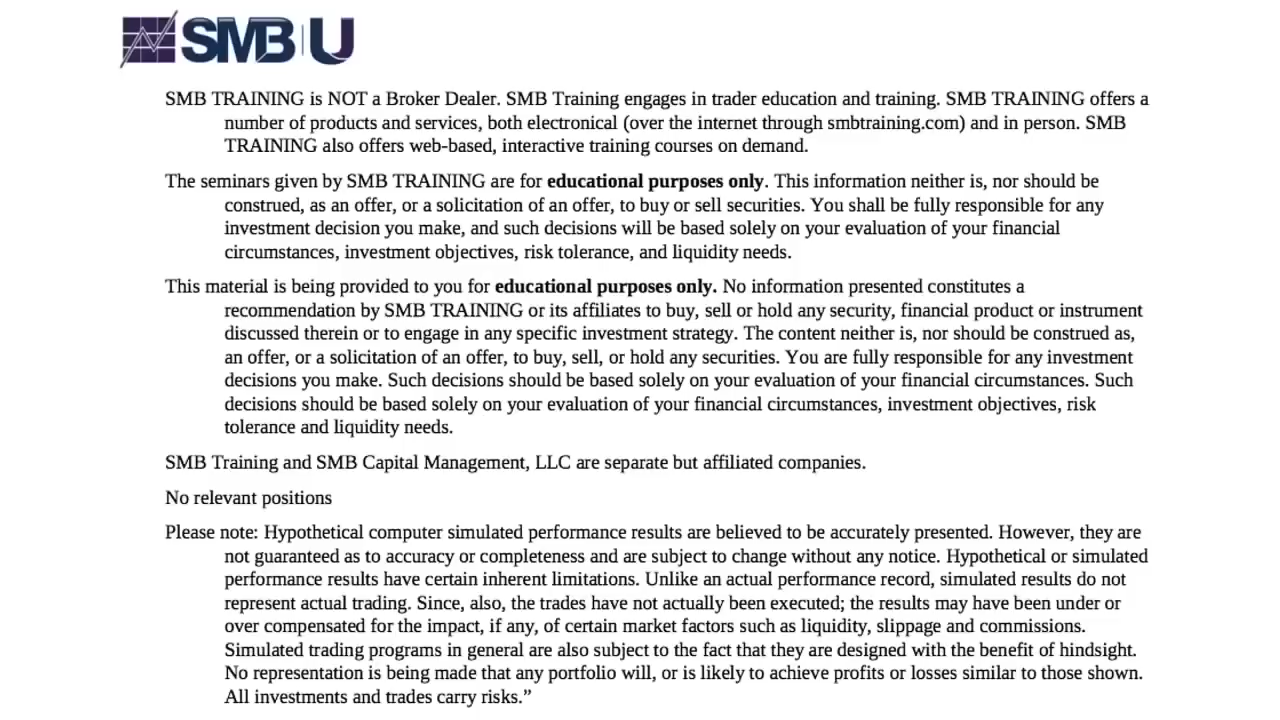 SMB U
SMB TRAINING is NOT a Broker Dealer. SMB Training engages in trader education and training. SMB TRAINING offers a
number of products and services, both electronical (over the internet through smbtraining.com) and in person. SMB
TRAINING also offers web-based, interactive training courses on demand.
The seminars given by SMB TRAINING are for educational purposes only. This information neither is, nor should be
construed, as an offer, or a solicitation of an offer, to buy or sell securities. You shall be fully responsible for any
investment decision you make, and such decisions will be based solely on your evaluation of your financial
circumstances, investment objectives, risk tolerance, and liquidity needs.
This material is being provided to you for educational purposes only. No information presented constitutes a
recommendation by SMB TRAINING or its affiliates to buy, sell or hold any security, financial product or instrument
discussed therein or to engage in any specific investment strategy. The content neither is, nor should be construed as,
an offer, or a solicitation of an offer, to buy, sell, or hold any securities. You are fully responsible for any investment
decisions you make. Such decisions should be based solely on your evaluation of your financial circumstances. Such
decisions should be based solely on your evaluation of your financial circumstances, investment objectives, risk
tolerance and liquidity needs.
SMB Training and SMB Capital Management, LLC are separate but affiliated companies.
No relevant positions
Please note: Hypothetical computer simulated performance results are believed to be accurately presented. However, they are
not guaranteed as to accuracy or completeness and are subject to change without any notice. Hypothetical or simulated
performance results have certain inherent limitations. Unlike an actual performance record, simulated results do not
represent actual trading. Since, also, the trades have not actually been executed; the results may have been under or
over compensated for the impact, if any, of certain market factors such as liquidity, slippage and commissions.
Simulated trading programs in general are also subject to the fact that they are designed with the benefit of hindsight.
No representation is being made that any portfolio will, or is likely to achieve profits or losses similar to those shown.
All investments and trades carry risks.”